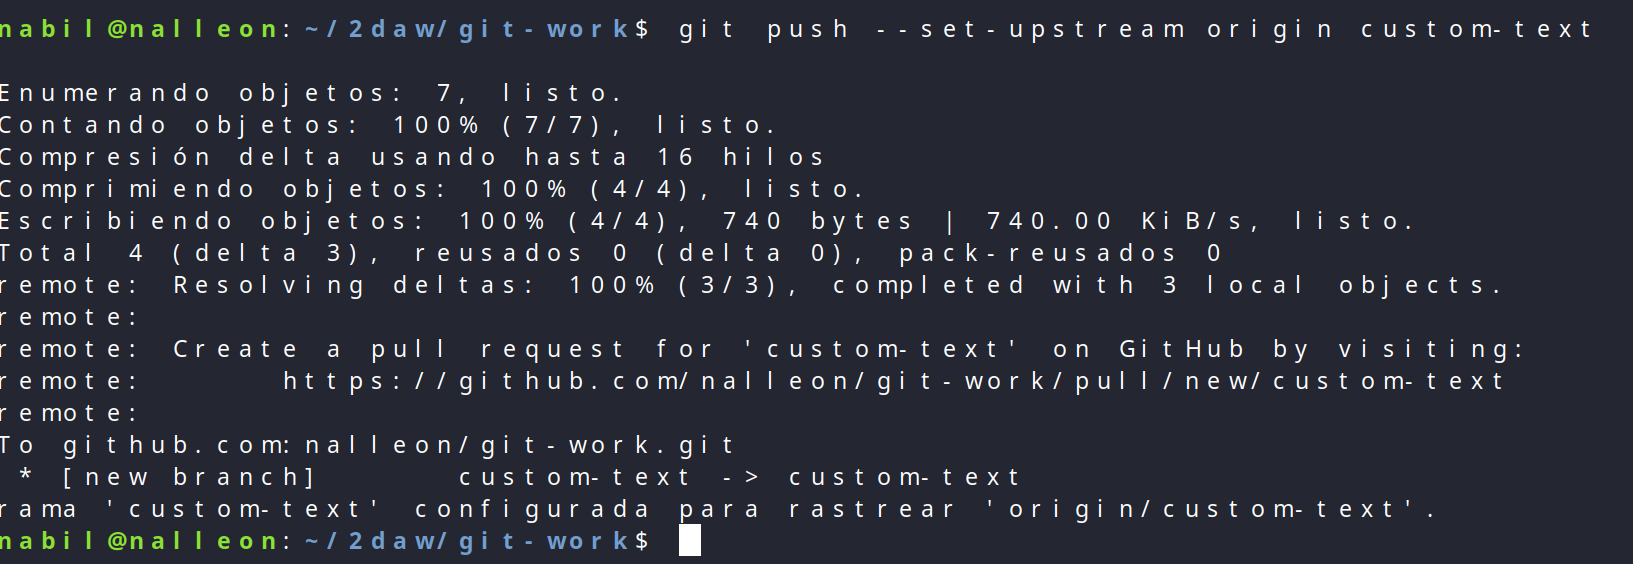 nabil@nalleon:~/2daw/git-work$ git push --set-upstream origin custom-text
Enumerando objetos: 7, listo.
Contando objetos: 100% (7/7), listo.
Compresión delta usando hasta 16 hilos
Comprimiendo objetos: 100% (4/4), listo.
Escribiendo objetos: 100% (4/4), 740 bytes | 740.00 KiB/s, listo.
Total 4 (delta 3), reusados 0 (delta 0), pack-reusados 0
remote: Resolving deltas: 100% (3/3), completed with 3 local objects.
remote:
remote: Create a pull request for 'custom-text' on GitHub by visiting:
remote:      https://github.com/nalleon/git-work/pull/new/custom-text
remote:
To github.com:nalleon/git-work.git
 * [new branch]      custom-text -> custom-text
rama 'custom-text' configurada para rastrear 'origin/custom-text'.
nabil@nalleon:~/2daw/git-work$